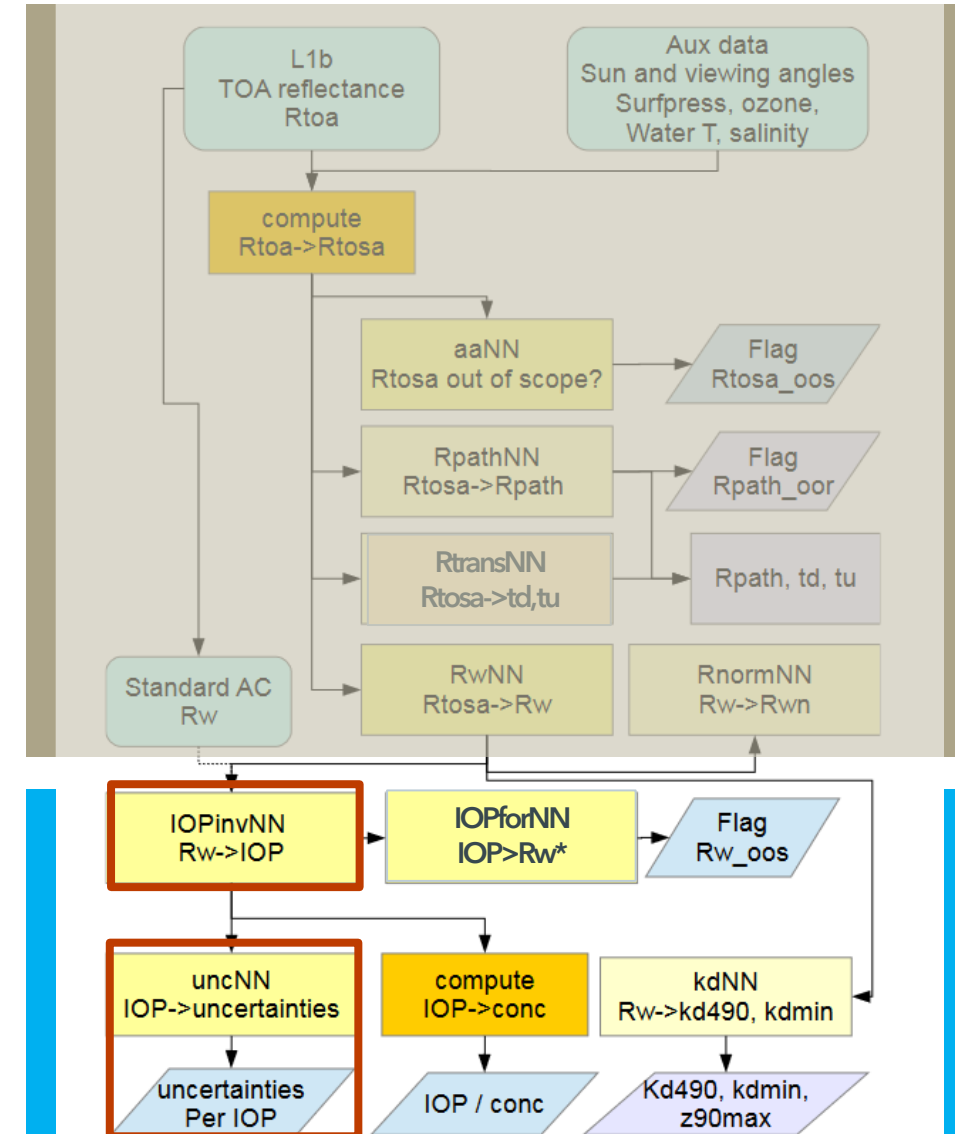 L1b
TOA reflectance
Rtoa
Aux data
Sun and viewing angles
Surfpress, ozone,
Water T, salinity
compute
Rtoa->Rtosa
aaNN
Rtosa out of scope?
Flag
Rtosa_oos
RpathNN
Rtosa->Rpath
Flag
Rpath_oor
RtransNN
Rtosa->td,tu
Rpath, td, tu
Standard AC
Rw
RwNN
Rtosa->Rw
RnormNN
Rw->Rwn
IOPinvNN
Rw->IOP
IOPforNN
IOP>Rw*
Flag
Rw_oos
uncNN
IOP->uncertainties
compute
IOP->conc
kdNN
Rw->kd490, kdmin
uncertainties
Per IOP
IOP / conc
Kd490, kdmin,
z90max